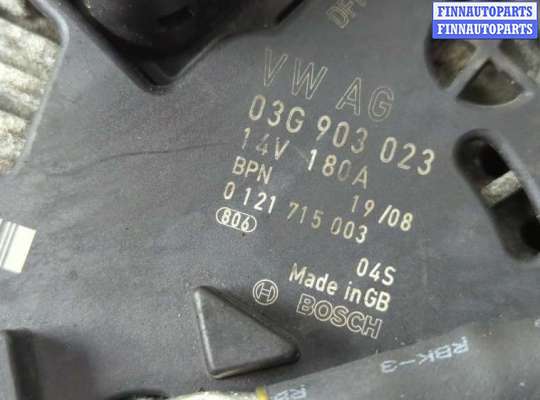 FINNAUTOPARTS
FINNAUTOPARTS
VW AG
03G 903 023
14V 180A
BPN 19/08
0 121 715 003
806
04S
Made in GB
BOSCH
RBK-3